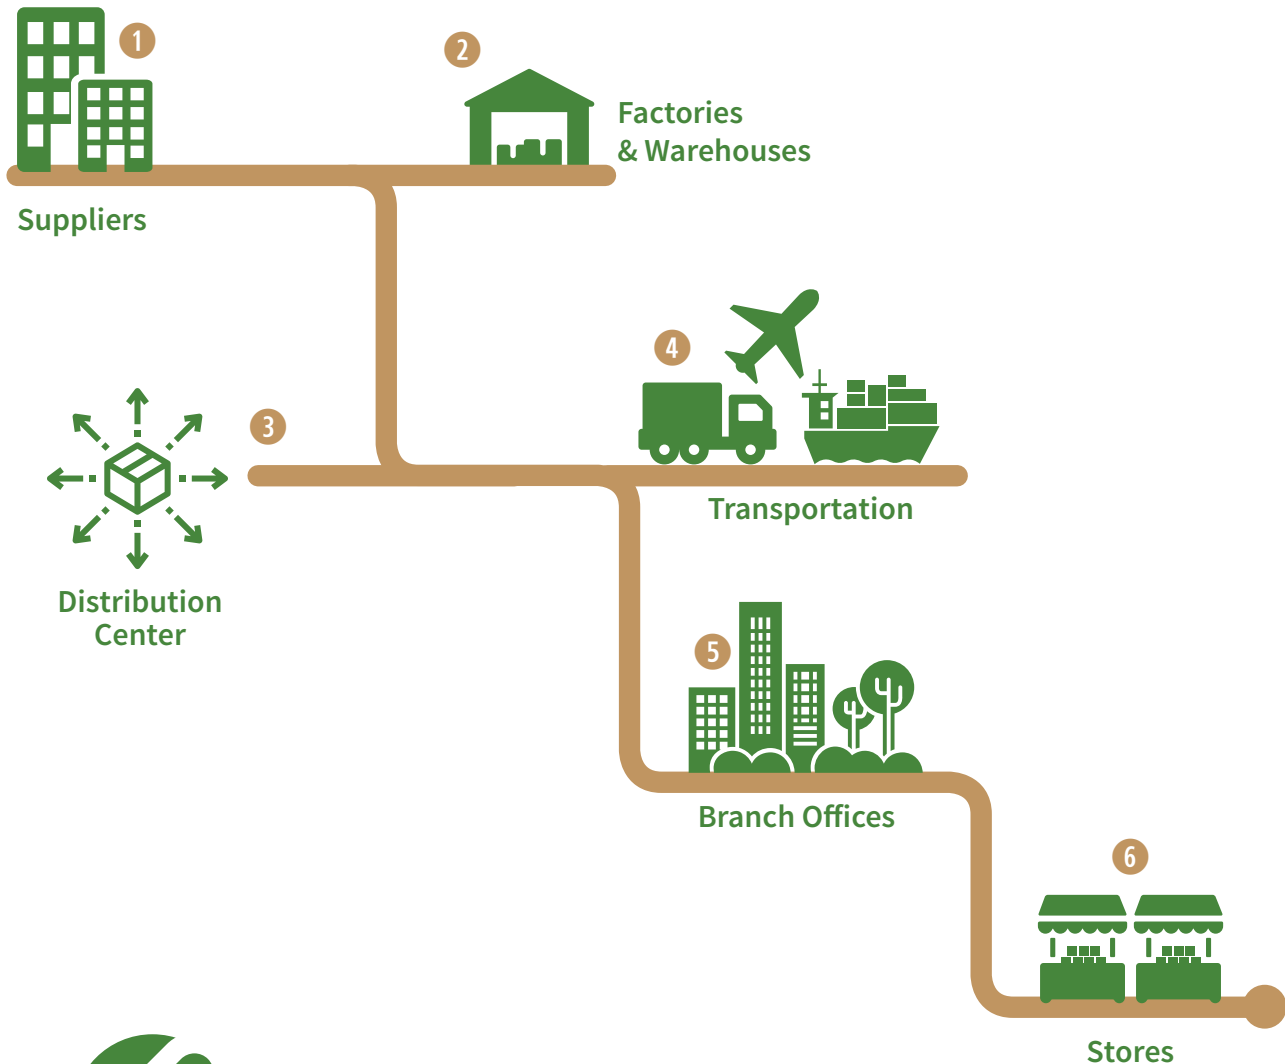 1
2
Factories
& Warehouses
Suppliers
4
3
Transportation
Distribution
Center
5
Branch Offices
6
Stores